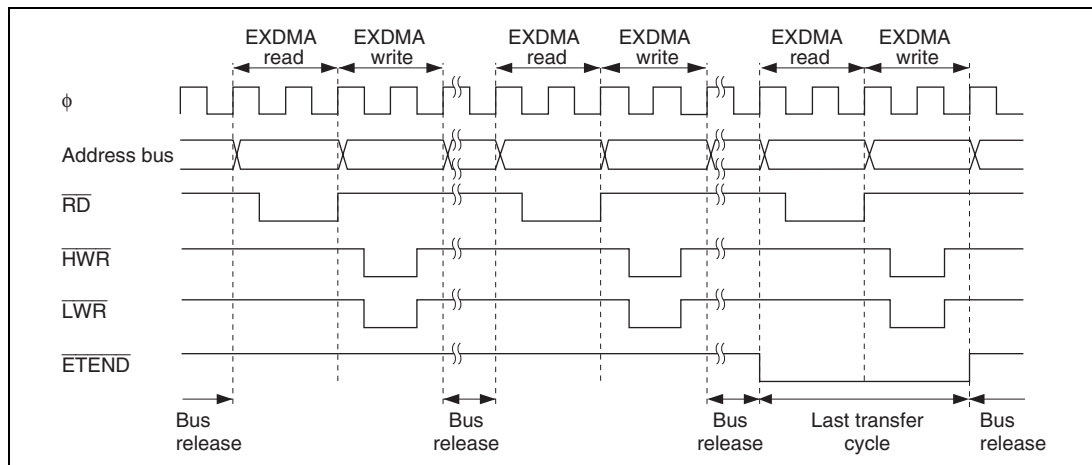 EXDMA
read
EXDMA
write
EXDMA
read
EXDMA
write
EXDMA
read
EXDMA
write
ϕ
Address bus
RD
HWR
LWR
ETEND
Bus
release
Bus
release
Bus
release
Last transfer
cycle
Bus
release